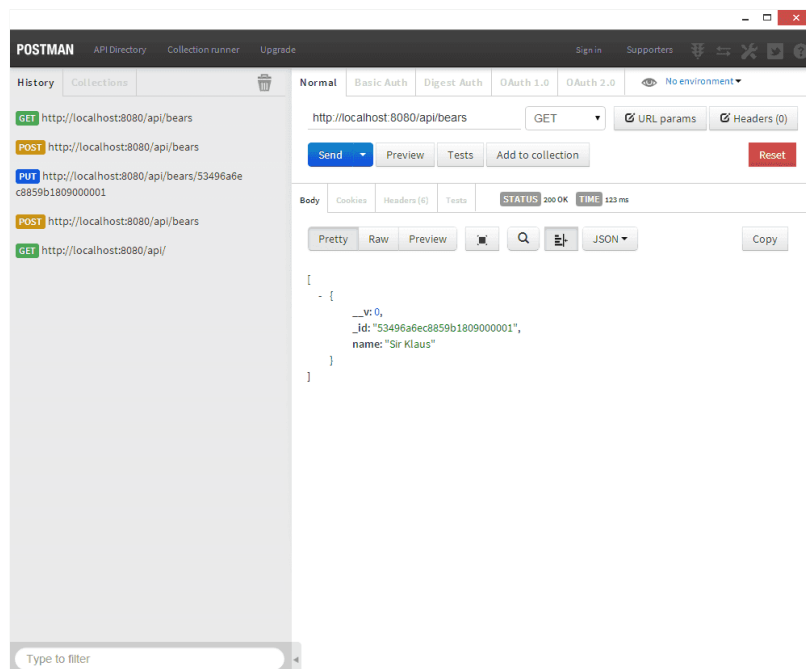 POSTMAN API Directory Collection runner Upgrade Sign in Supporters
History Collections
GET http://localhost:8080/api/bears
POST http://localhost:8080/api/bears
PUT http://localhost:8080/api/bears/53496a6e
c8859b1809000001
POST http://localhost:8080/api/bears
GET http://localhost:8080/api/
Type to filter
Normal Basic Auth Digest Auth OAuth 1.0 OAuth 2.0 No environment
http://localhost:8080/api/bears GET URL params Headers (0)
Send Preview Tests Add to collection Reset
Body Cookies Headers (6) Tests STATUS 200 OK TIME 123 ms
Pretty Raw Preview JSON Copy
[
- {
__v: 0,
_id: "53496a6ec8859b1809000001",
name: "Sir Klaus"
}
]